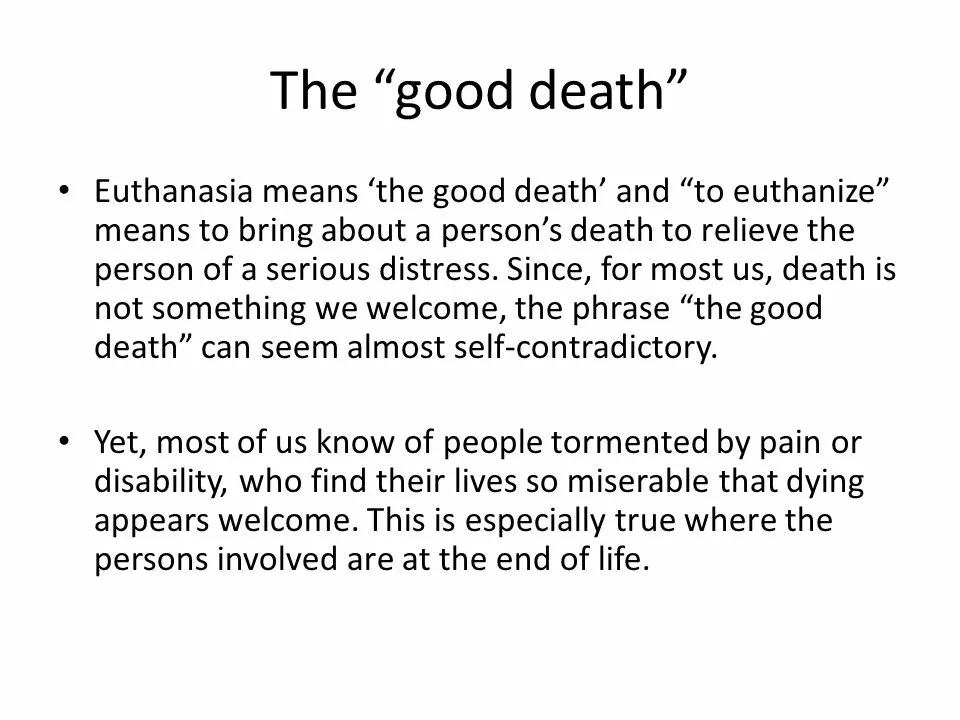 The “good death”
• Euthanasia means ‘the good death’ and “to euthanize”
means to bring about a person’s death to relieve the
person of a serious distress. Since, for most us, death is
not something we welcome, the phrase “the good
death” can seem almost self-contradictory.
• Yet, most of us know of people tormented by pain or
disability, who find their lives so miserable that dying
appears welcome. This is especially true where the
persons involved are at the end of life.